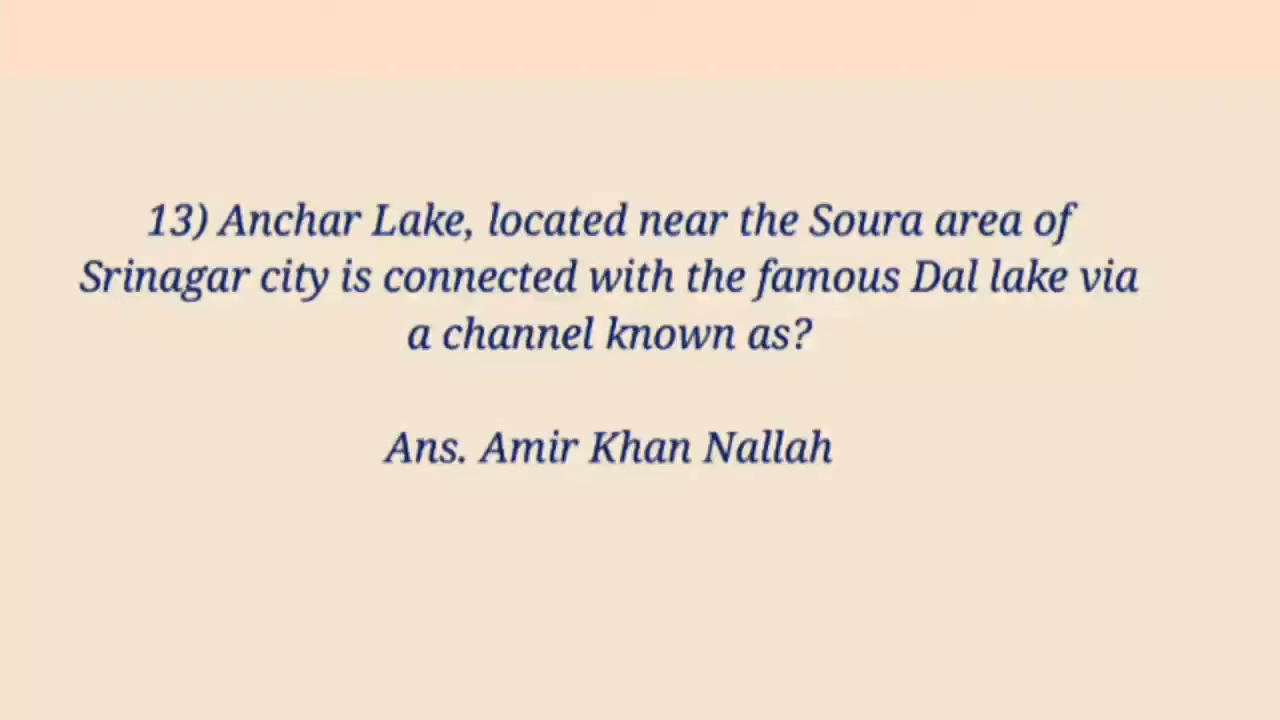 13) Anchar Lake, located near the Soura area of
Srinagar city is connected with the famous Dal lake via
a channel known as?
Ans. Amir Khan Nallah